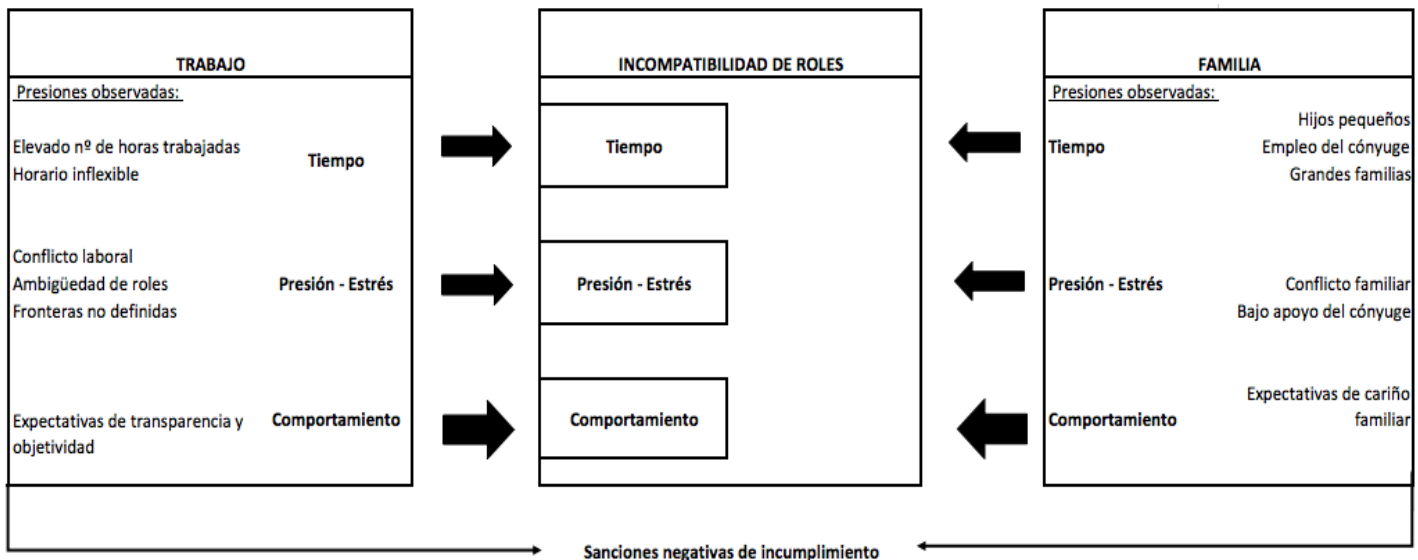 TRABAJO
Presiones observadas:
Elevado nº de horas trabajadas
Horario inflexible
Tiempo
Conflicto laboral
Ambigüedad de roles
Fronteras no definidas
Presión - Estrés
Expectativas de transparencia y
objetividad
Comportamiento
INCOMPATIBILIDAD DE ROLES
Tiempo
Presión - Estrés
Comportamiento
FAMILIA
Presiones observadas:
Tiempo
Hijos pequeños
Empleo del cónyuge
Grandes familias
Presión - Estrés
Conflicto familiar
Bajo apoyo del cónyuge
Comportamiento
Expectativas de cariño
familiar
Sanciones negativas de incumplimiento